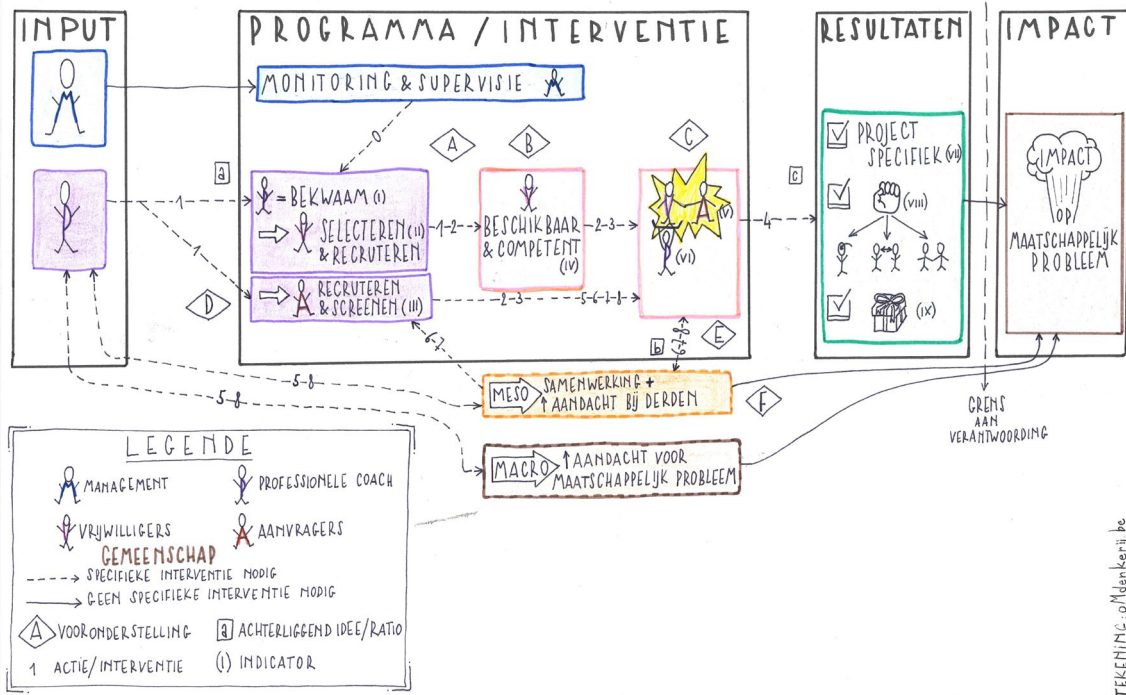 INPUT
PROGRAMMA / INTERVENTIE
RESULTATEN
IMPACT
M
MONITORING & SUPERVISIE
0
A
B
C
a
1
= BEKWAAM (I)
SELECTEREN (II)
& RECRUTEREN
1-2
BESCHIKBAAR
& COMPETENT
(IV)
2-3
(V)
(VI)
4
c
PROJECT
SPECIFIEK (VII)
(VIII)
(IX)
IMPACT
OP
MAATSCHAPPELIJK
PROBLEEM
1
D
RECRUTEREN
& SCREENEN (III)
2-3
5-6-7-8
E
6-7
b
6-7-8
5-8
MESO
SAMENWERKING +
↑ AANDACHT BIJ DERDEN
F
5-8
MACRO
↑ AANDACHT VOOR
MAATSCHAPPELIJK PROBLEEM
GRENS
AAN
VERANTWOORDING
LEGENDE
MANAGEMENT
PROFESSIONELE COACH
VRIJWILLIGERS
AANVRAGERS
GEMEENSCHAP
SPECIFIEKE INTERVENTIE NODIG
GEEN SPECIFIEKE INTERVENTIE NODIG
A VOORONDERSTELLING
a ACHTERLIGGEND IDEE/RATIO
1 ACTIE/INTERVENTIE
(I) INDICATOR
TEKENING: oMdenkerij.be